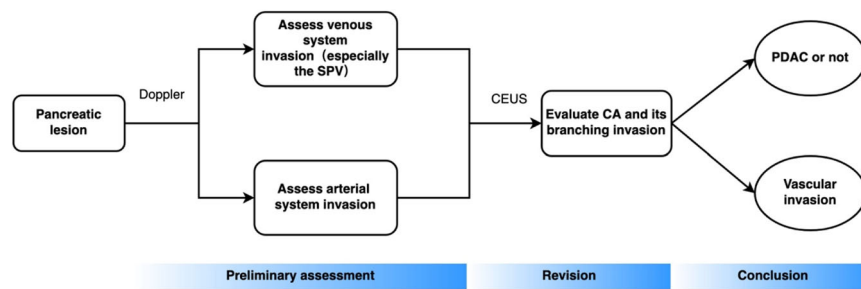 Pancreatic
lesion
Doppler
Assess venous
system
invasion（especially
the SPV）
Assess arterial
system invasion
CEUS
Evaluate CA and its
branching invasion
PDAC or not
Vascular
invasion
Preliminary assessment
Revision
Conclusion